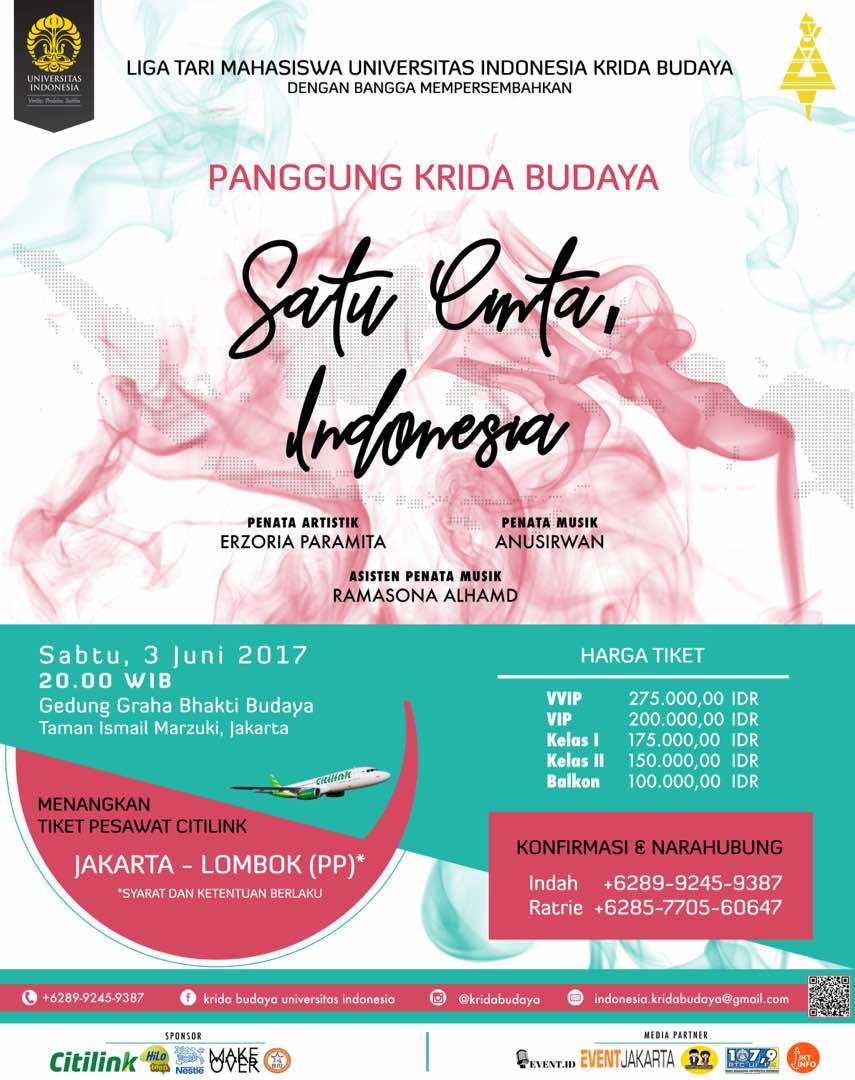 UNIVERSITAS
INDONESIA
Veritas, Probitas, Iustitia
LIGA TARI MAHASISWA UNIVERSITAS INDONESIA KRIDA BUDAYA
DENGAN BANGGA MEMPERSEMBAHKAN
PANGGUNG KRIDA BUDAYA
Satu Cinta,
Indonesia
PENATA ARTISTIK
ERZORIA PARAMITA
PENATA MUSIK
ANUSIRWAN
ASISTEN PENATA MUSIK
RAMASONA ALHAMD
Sabtu, 3 Juni 2017
20.00 WIB
Gedung Graha Bhakti Budaya
Taman Ismail Marzuki, Jakarta
citilink
MENANGKAN
TIKET PESAWAT CITILINK
JAKARTA - LOMBOK (PP)*
*SYARAT DAN KETENTUAN BERLAKU
HARGA TIKET
VVIP 275.000,00 IDR
VIP 200.000,00 IDR
Kelas I 175.000,00 IDR
Kelas II 150.000,00 IDR
Balkon 100.000,00 IDR
KONFIRMASI & NARAHUBUNG
Indah +6289-9245-9387
Ratrie +6285-7705-60647
+6289-9245-9387
krida budaya universitas indonesia
@kridabudaya
indonesia.kridabudaya@gmail.com
SPONSOR
Citilink
HiLo
teen
Nestle
MAKE
OVER
MEDIA PARTNER
EVENT.ID
EVENTJAKARTA
107,9
RTC UI FM
JKT
INFO